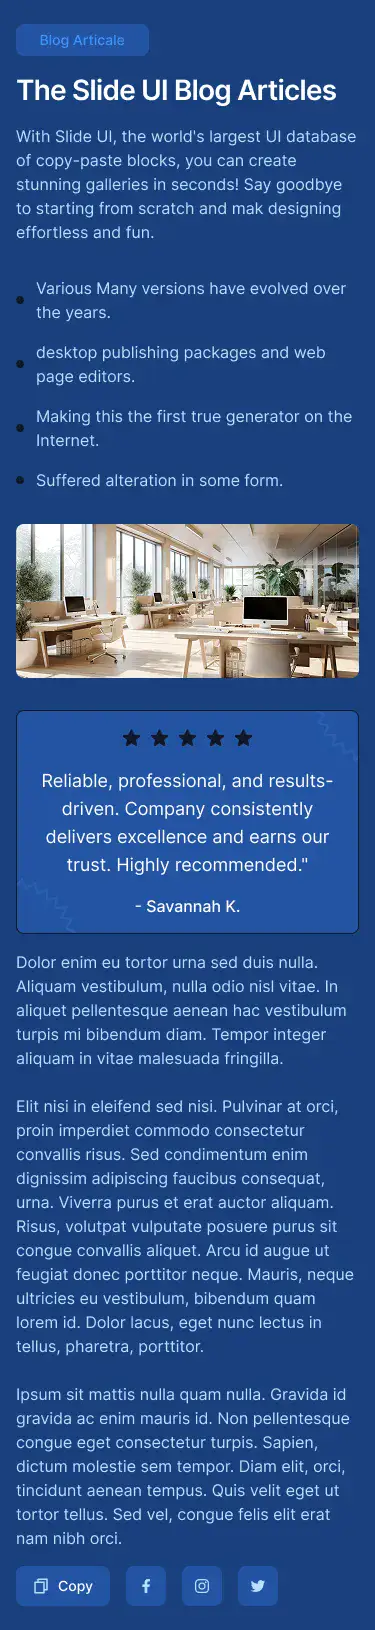 Blog Articale
The Slide UI Blog Articles
With Slide UI, the world's largest UI database
of copy-paste blocks, you can create
stunning galleries in seconds! Say goodbye
to starting from scratch and mak designing
effortless and fun.
Various Many versions have evolved over
the years.
desktop publishing packages and web
page editors.
Making this the first true generator on the
Internet.
Suffered alteration in some form.
Reliable, professional, and results-
driven. Company consistently
delivers excellence and earns our
trust. Highly recommended."
- Savannah K.
Dolor enim eu tortor urna sed duis nulla.
Aliquam vestibulum, nulla odio nisl vitae. In
aliquet pellentesque aenean hac vestibulum
turpis mi bibendum diam. Tempor integer
aliquam in vitae malesuada fringilla.
Elit nisi in eleifend sed nisi. Pulvinar at orci,
proin imperdiet commodo consectetur
convallis risus. Sed condimentum enim
dignissim adipiscing faucibus consequat,
urna. Viverra purus et erat auctor aliquam.
Risus, volutpat vulputate posuere purus sit
congue convallis aliquet. Arcu id augue ut
feugiat donec porttitor neque. Mauris, neque
ultricies eu vestibulum, bibendum quam
lorem id. Dolor lacus, eget nunc lectus in
tellus, pharetra, porttitor.
Ipsum sit mattis nulla quam nulla. Gravida id
gravida ac enim mauris id. Non pellentesque
congue eget consectetur turpis. Sapien,
dictum molestie sem tempor. Diam elit, orci,
tincidunt aenean tempus. Quis velit eget ut
tortor tellus. Sed vel, congue felis elit erat
nam nibh orci.
Copy